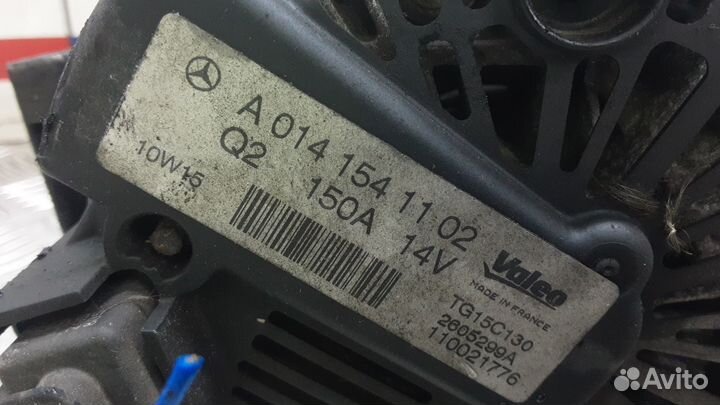 A 014 154 11 02
Q2 150A 14V
10W15
Valeo
MADE IN FRANCE
TG15C130
2605299A
110021776
Avito